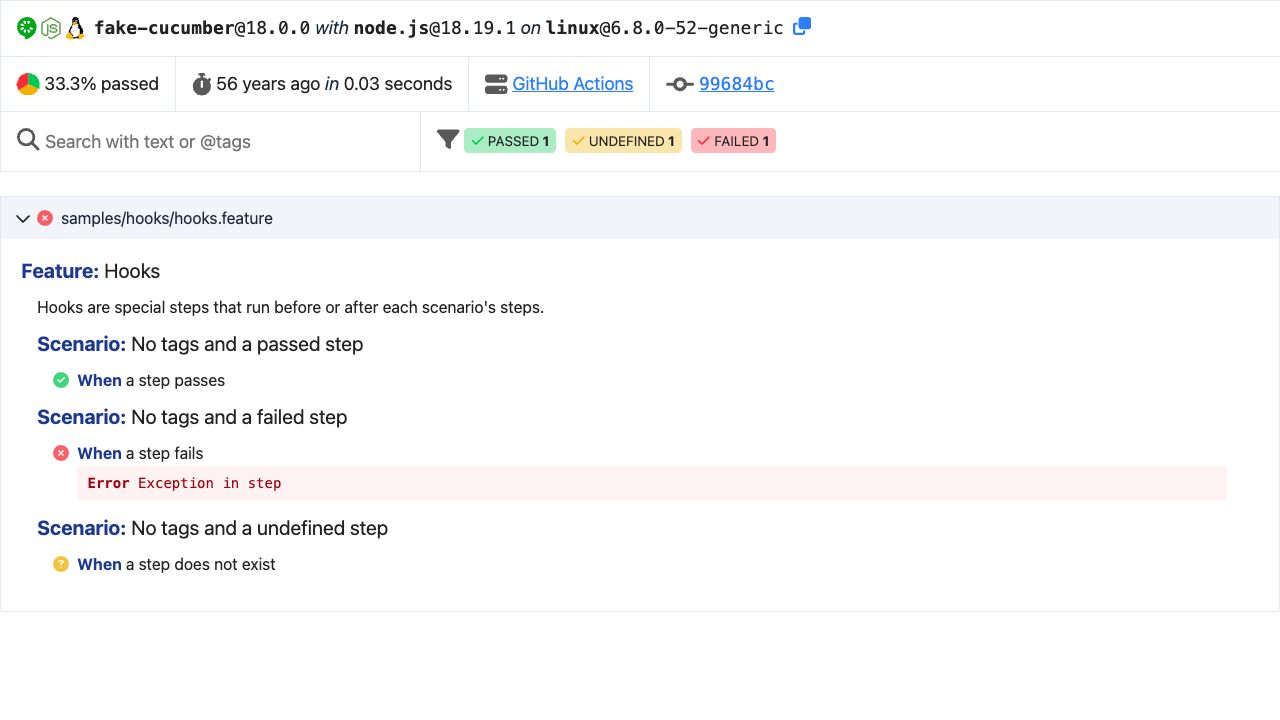 fake-cucumber@18.0.0 with node.js@18.19.1 on linux@6.8.0-52-generic
33.3% passed 56 years ago in 0.03 seconds GitHub Actions 99684bc
Search with text or @tags PASSED 1 UNDEFINED 1 FAILED 1
samples/hooks/hooks.feature
Feature: Hooks
Hooks are special steps that run before or after each scenario's steps.
Scenario: No tags and a passed step
When a step passes
Scenario: No tags and a failed step
When a step fails
Error Exception in step
Scenario: No tags and a undefined step
When a step does not exist